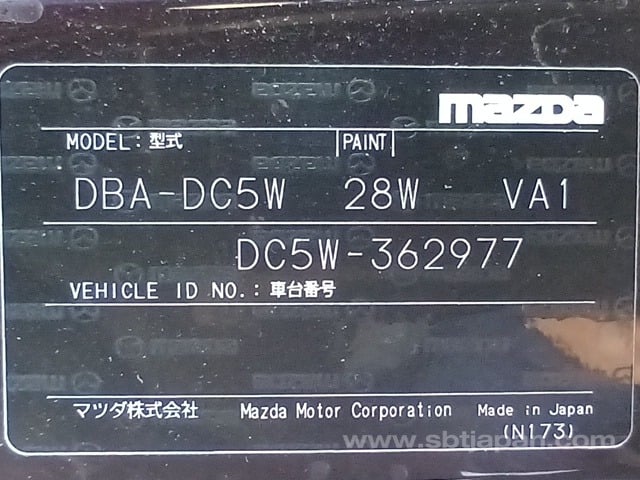 mazda
MODEL: 型式 PAINT
DBA-DC5W 28W VA1
DC5W-362977
VEHICLE ID NO.: 車台番号
マツダ株式会社 Mazda Motor Corporation Made in Japan
(N173)
www.sbtjapan.com